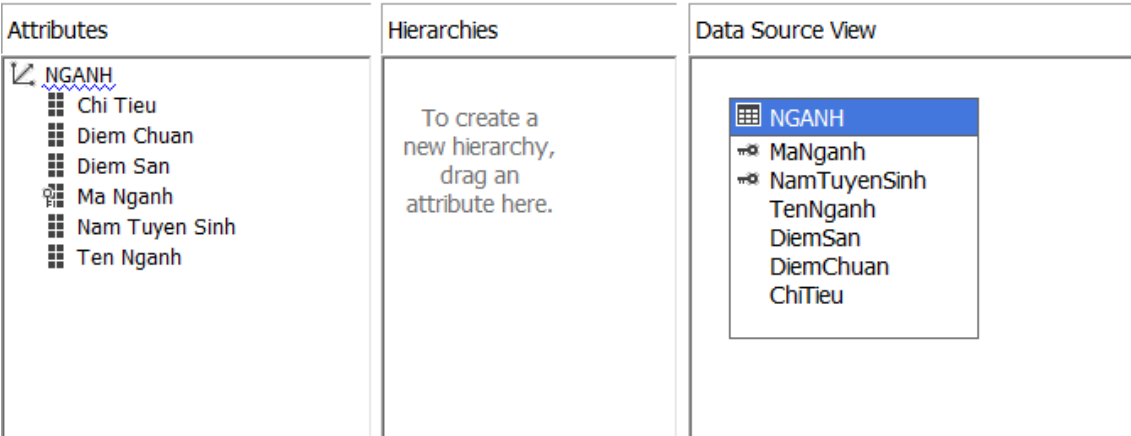 Attributes
NGANH
Chi Tieu
Diem Chuan
Diem San
Ma Nganh
Nam Tuyen Sinh
Ten Nganh
Hierarchies
To create a
new hierarchy,
drag an
attribute here.
Data Source View
NGANH
MaNganh
NamTuyenSinh
TenNganh
DiemSan
DiemChuan
ChiTieu